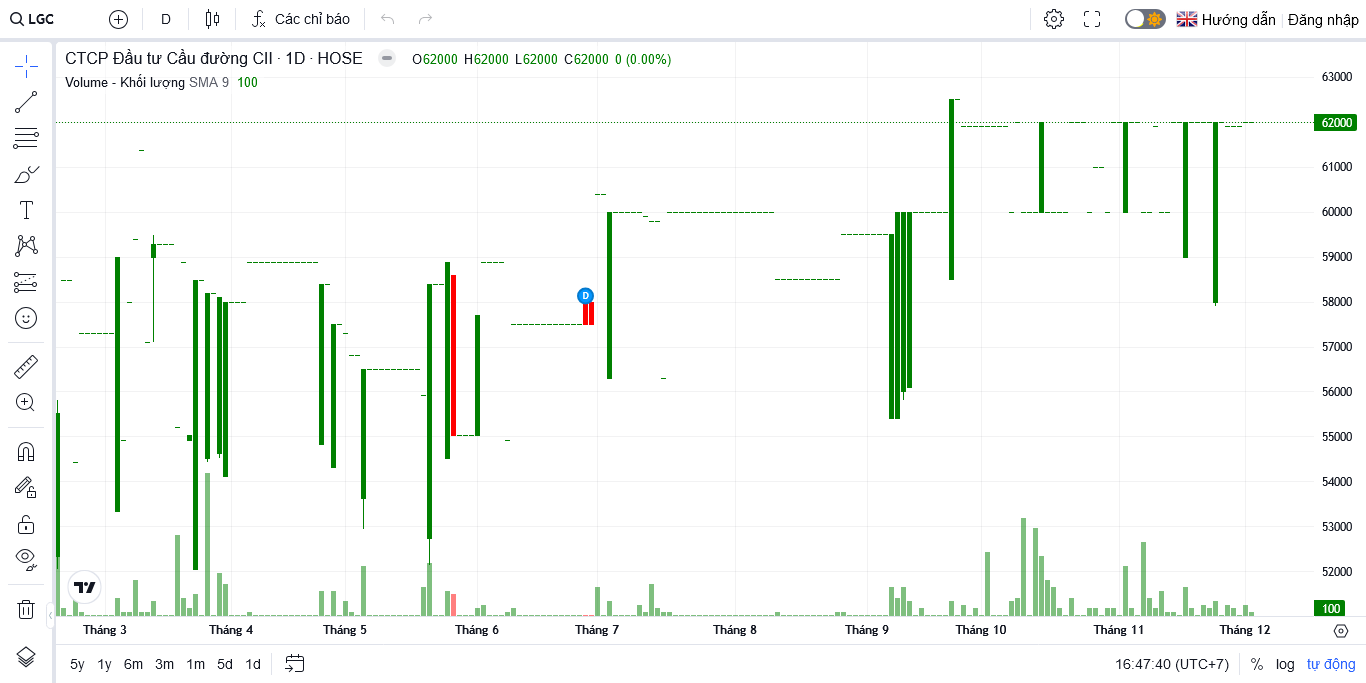 LGC D Các chỉ báo Hướng dẫn Đăng nhập
CTCP Đầu tư Cầu đường CII · 1D · HOSE O62000 H62000 L62000 C62000 0 (0.00%)
Volume - Khối lượng SMA 9 100
63000
62000
61000
60000
59000
58000
57000
56000
55000
54000
53000
52000
100
D
Tháng 3 Tháng 4 Tháng 5 Tháng 6 Tháng 7 Tháng 8 Tháng 9 Tháng 10 Tháng 11 Tháng 12
5y 1y 6m 3m 1m 5d 1d 16:47:40 (UTC+7) % log tự động